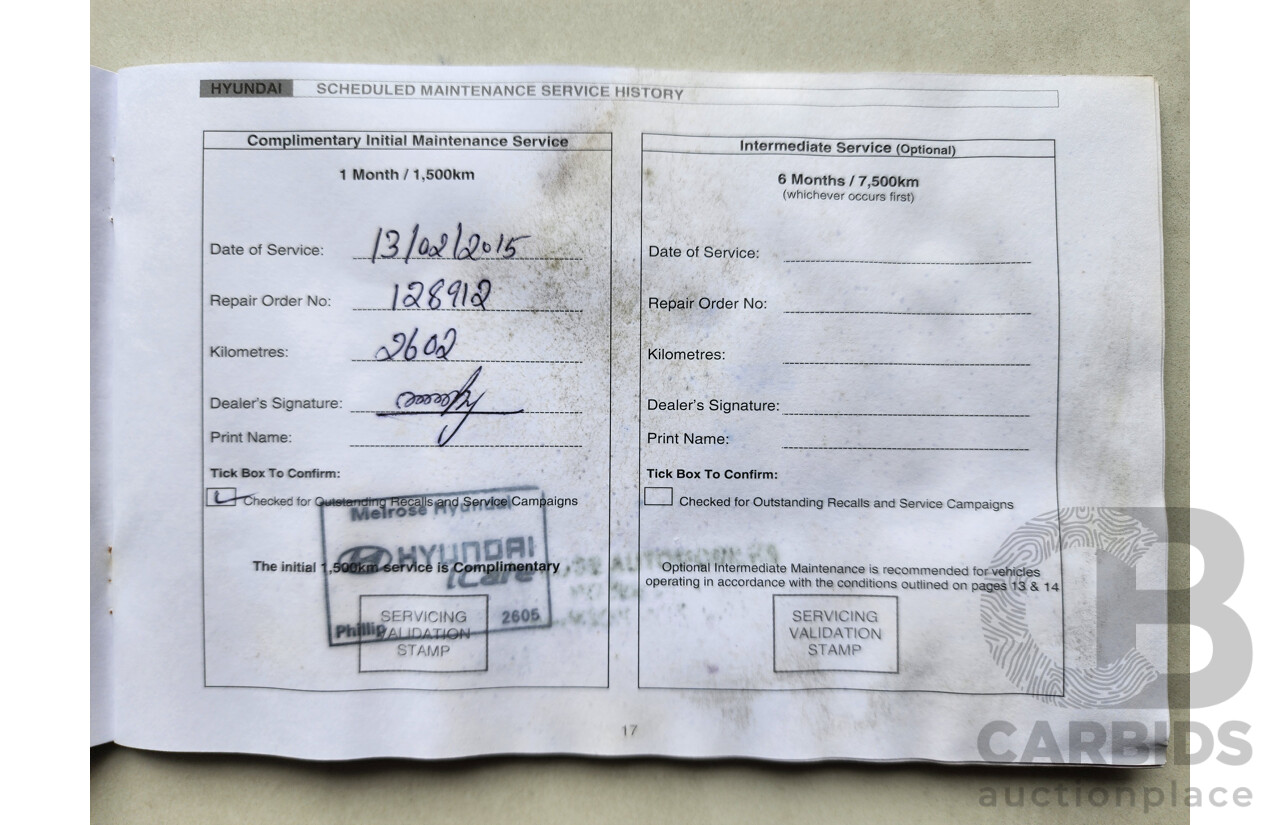 HYUNDAI SCHEDULED MAINTENANCE SERVICE HISTORY
Complimentary Initial Maintenance Service
1 Month / 1,500km
Date of Service: 13/02/2015
Repair Order No: 128912
Kilometres: 2602
Dealer's Signature:
Print Name:
Tick Box To Confirm:
Checked for Outstanding Recalls and Service Campaigns
Melrose Hyundai
HYUNDAI
iCare
Phillip 2605
The initial 1,500km service is Complimentary
SERVICING
VALIDATION
STAMP
Intermediate Service (Optional)
6 Months / 7,500km
(whichever occurs first)
Date of Service:
Repair Order No:
Kilometres:
Dealer's Signature:
Print Name:
Tick Box To Confirm:
Checked for Outstanding Recalls and Service Campaigns
Optional Intermediate Maintenance is recommended for vehicles
operating in accordance with the conditions outlined on pages 13 & 14
SERVICING
VALIDATION
STAMP
17
CB
CARBIDS
auctionplace